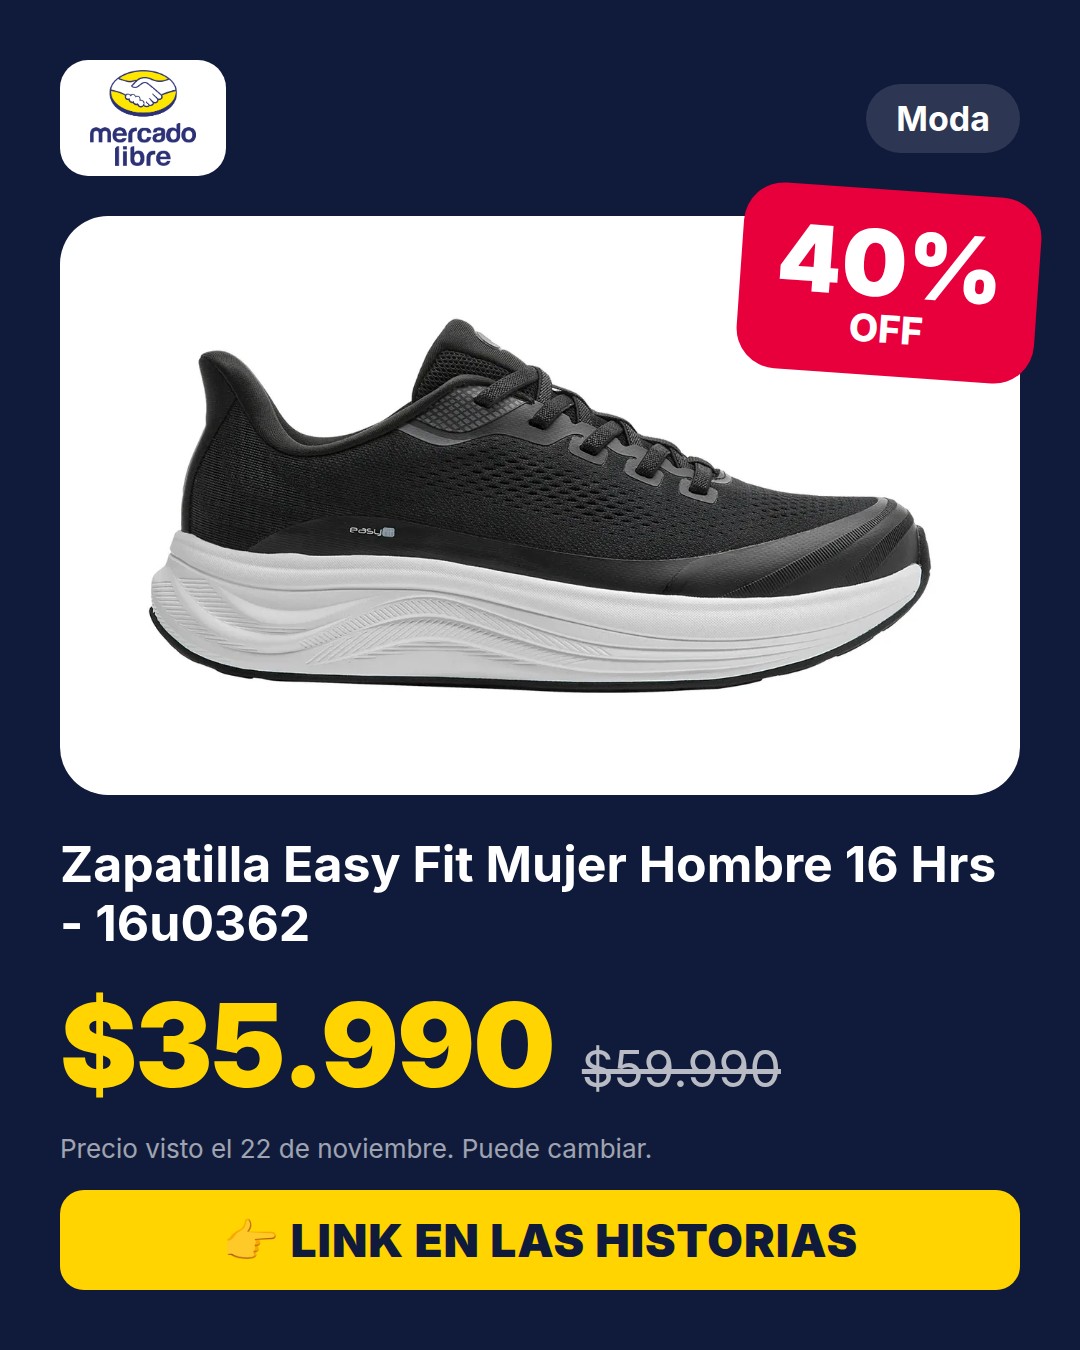 mercado
libre
Moda
40%
OFF
easy
Zapatilla Easy Fit Mujer Hombre 16 Hrs
- 16u0362
$35.990 $59.990
Precio visto el 22 de noviembre. Puede cambiar.
👉 LINK EN LAS HISTORIAS